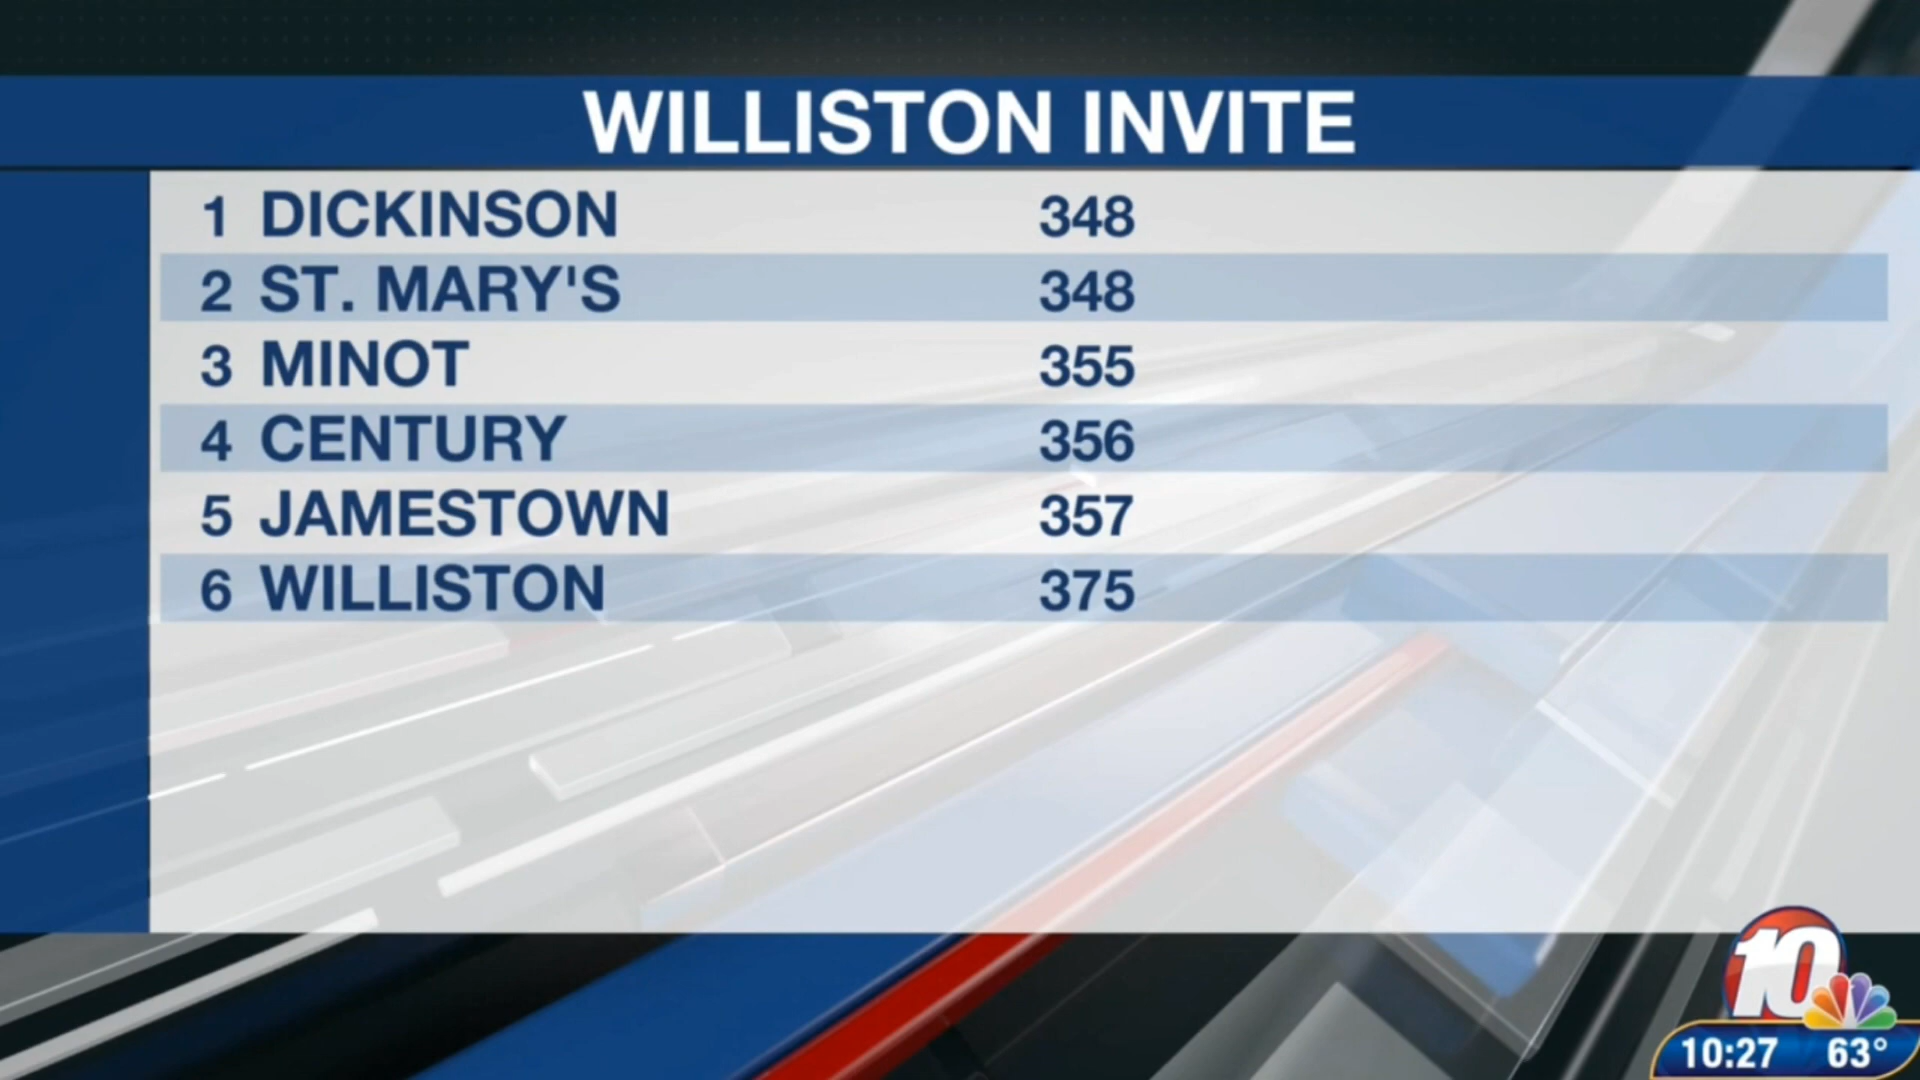 WILLISTON INVITE
1 DICKINSON 348
2 ST. MARY'S 348
3 MINOT 355
4 CENTURY 356
5 JAMESTOWN 357
6 WILLISTON 375
10
10:27 63°